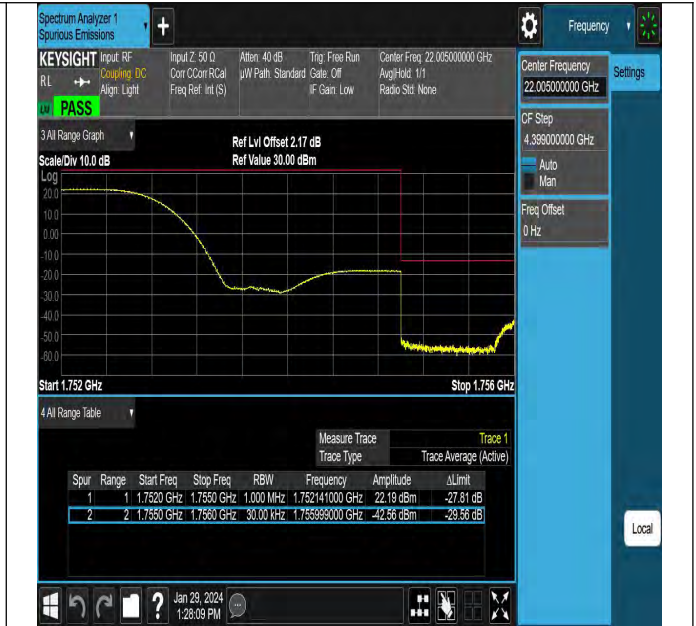 Spectrum Analyzer 1
Spurious Emissions
+
Frequency
KEYSIGHT
RL
Input: RF
Coupling: DC
Align: Light
Input Z: 50 Ω
Corr CCorr RCal
Freq Ref: Int (S)
Atten: 40 dB
µW Path: Standard
Trig: Free Run
Gate: Off
IF Gain: Low
Center Freq: 22.005000000 GHz
Avg|Hold: 1/1
Radio Std: None
PASS
Center Frequency
22.005000000 GHz
Settings
CF Step
4.399000000 GHz
Auto
Man
Freq Offset
0 Hz
3 All Range Graph
Scale/Div 10.0 dB
Ref Lvl Offset 2.17 dB
Ref Value 30.00 dBm
Log
20.0
10.0
0.00
-10.0
-20.0
-30.0
-40.0
-50.0
-60.0
Start 1.752 GHz
Stop 1.756 GHz
4 All Range Table
Measure Trace Trace 1
Trace Type Trace Average (Active)
Spur Range Start Freq Stop Freq RBW Frequency Amplitude ΔLimit
1 1 1.7520 GHz 1.7550 GHz 1.000 MHz 1.752141000 GHz 22.19 dBm -27.81 dB
2 2 1.7550 GHz 1.7560 GHz 30.00 kHz 1.755999000 GHz -42.56 dBm -29.56 dB
Local
?
Jan 29, 2024
1:28:09 PM